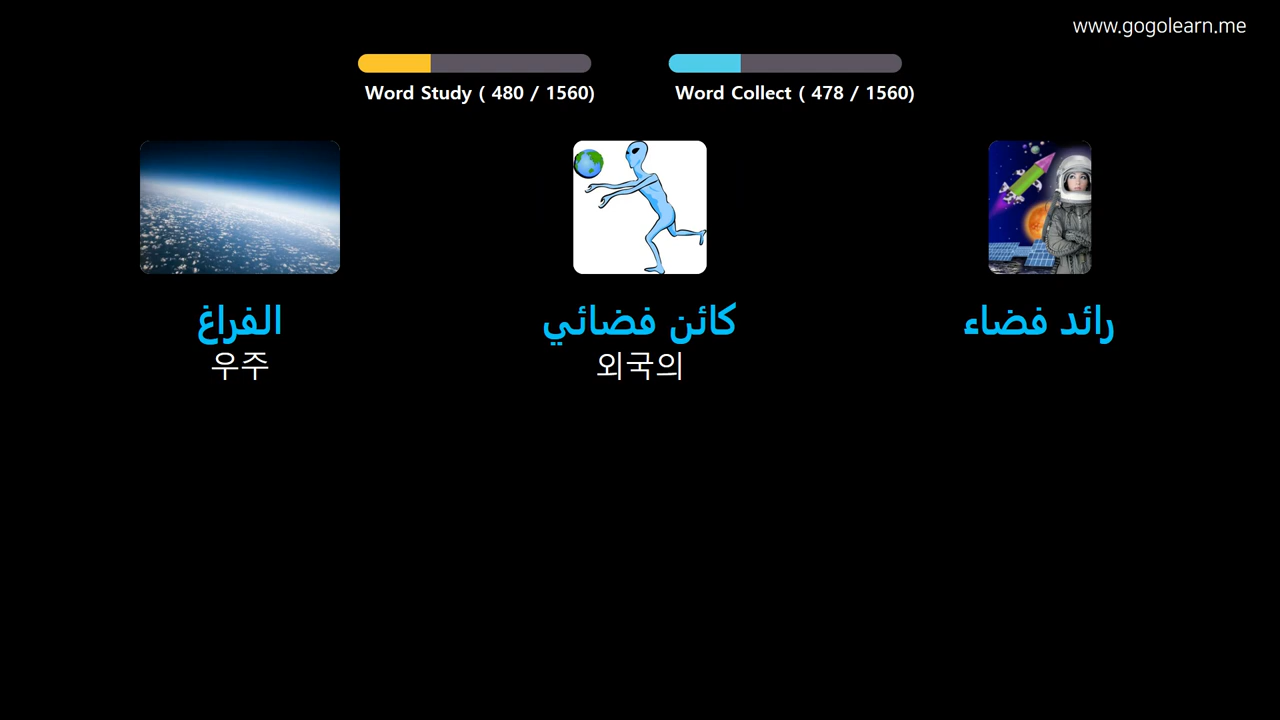 www.gogolearn.me
Word Study ( 480 / 1560)
Word Collect ( 478 / 1560)
الفراغ
كائن فضائي
رائد فضاء
우주
외국의